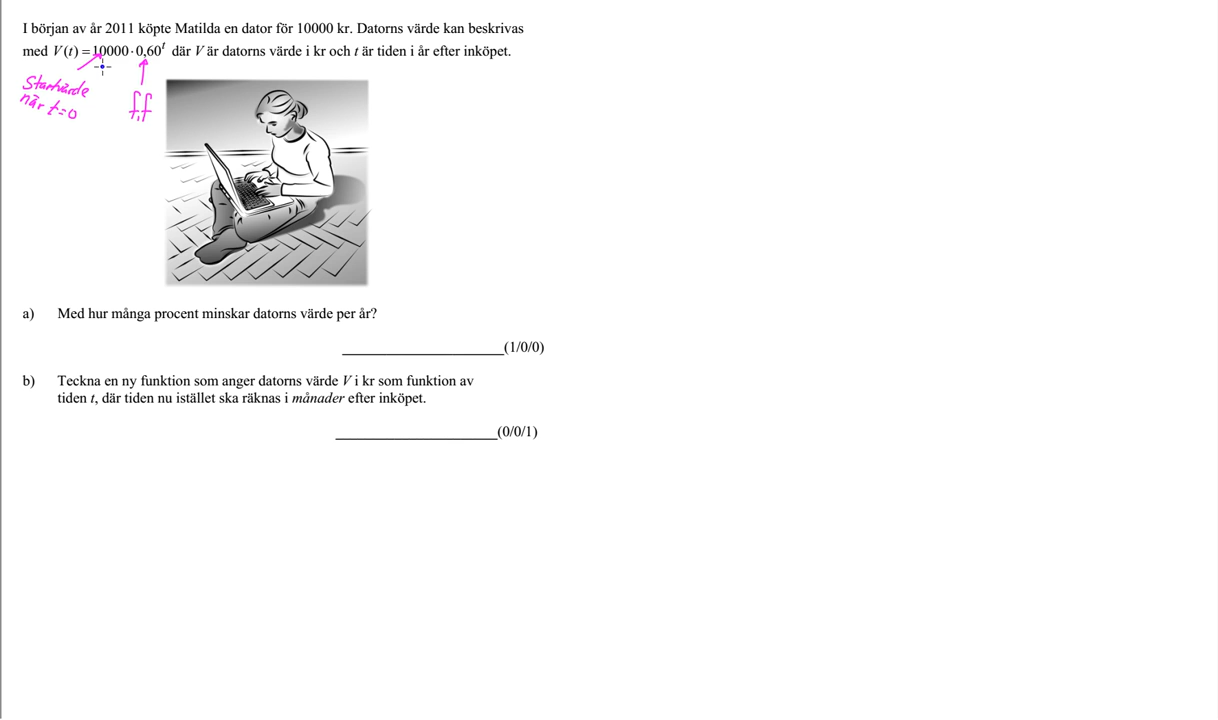 I början av år 2011 köpte Matilda en dator för 10000 kr. Datorns värde kan beskrivas
med V(t) = 10000 · 0,60^t där V är datorns värde i kr och t är tiden i år efter inköpet.
Startvärde
när t=0
f.f
a) Med hur många procent minskar datorns värde per år?
(1/0/0)
b) Teckna en ny funktion som anger datorns värde V i kr som funktion av
tiden t, där tiden nu istället ska räknas i månader efter inköpet.
(0/0/1)